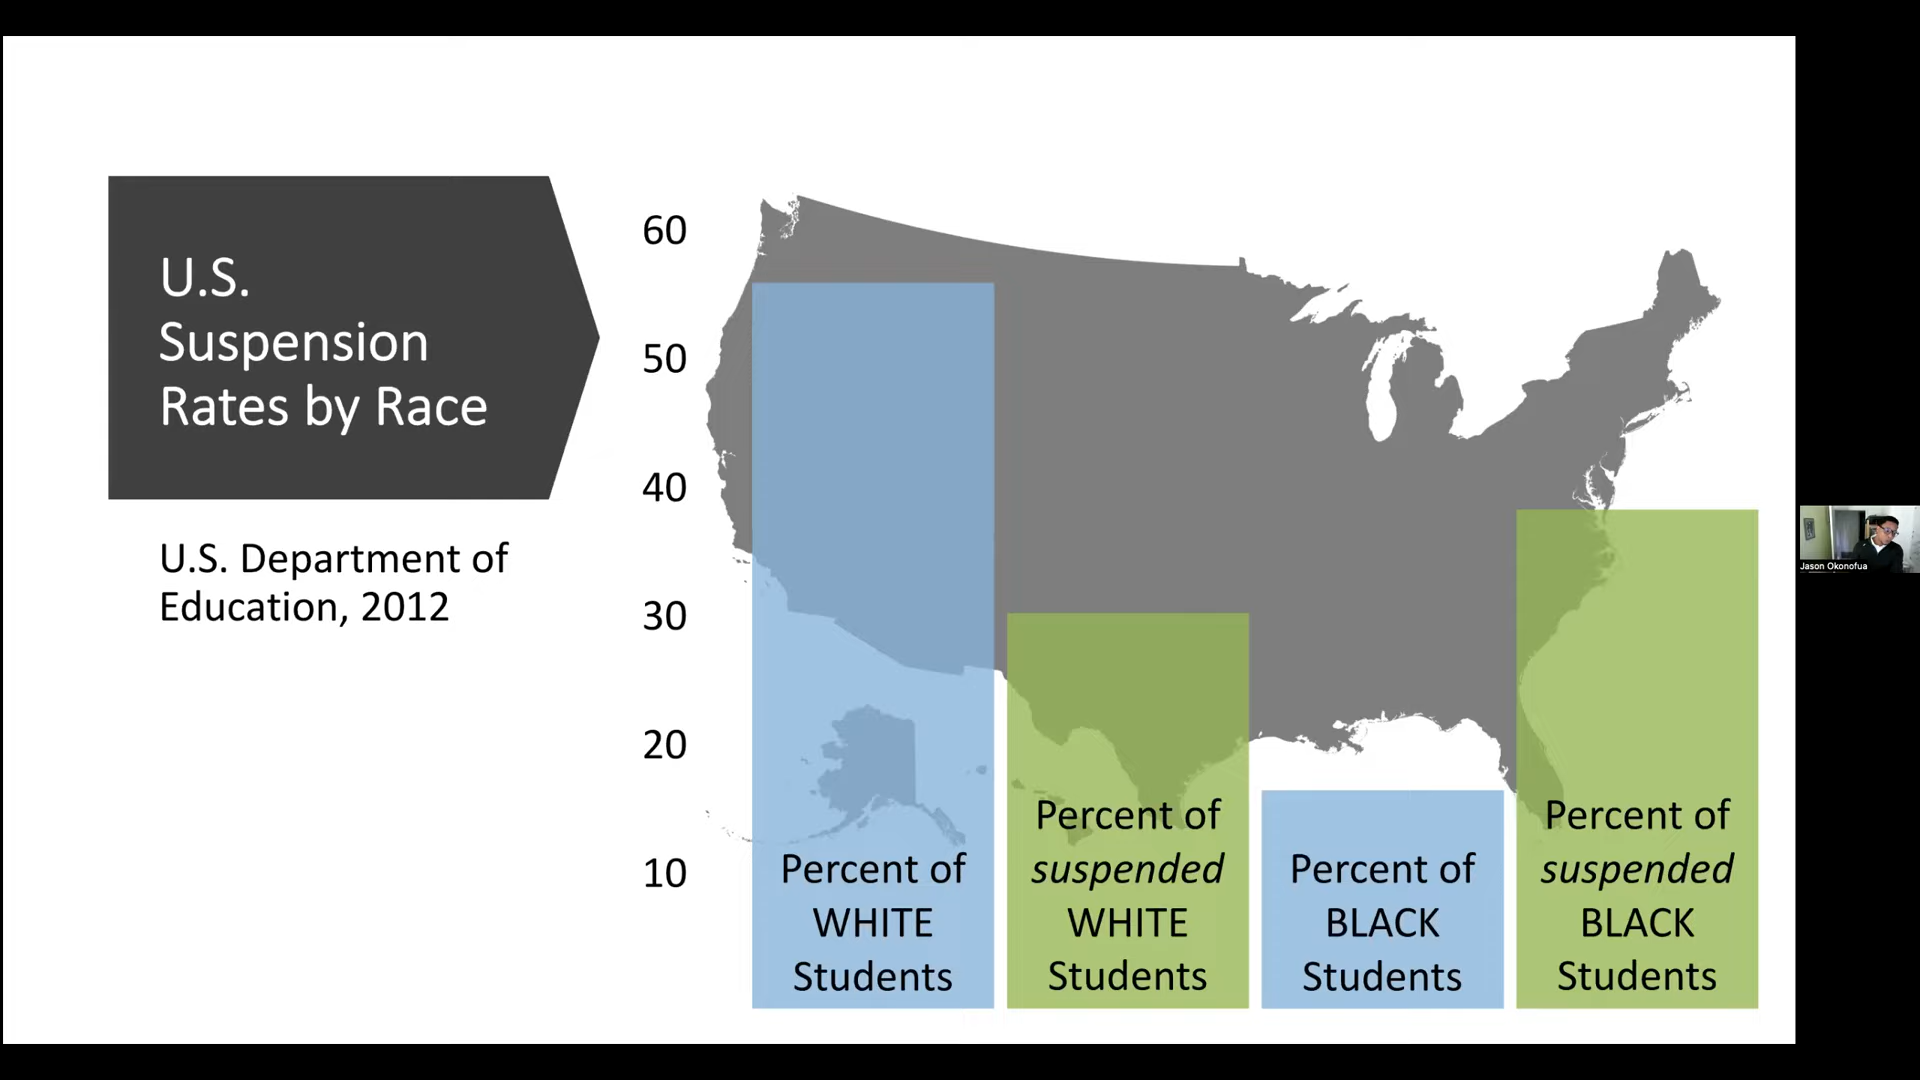 U.S.
Suspension
Rates by Race
U.S. Department of
Education, 2012
60
50
40
30
20
10
Percent of
WHITE
Students
Percent of
suspended
WHITE
Students
Percent of
BLACK
Students
Percent of
suspended
BLACK
Students
Jason Okonofua